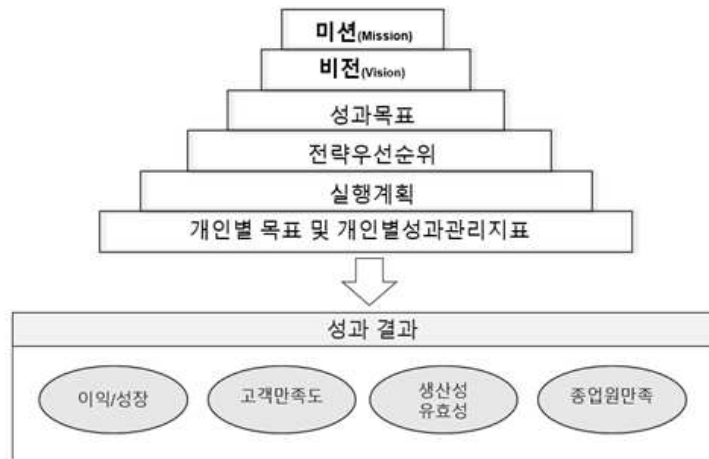 미션(Mission)
비전(Vision)
성과목표
전략우선순위
실행계획
개인별 목표 및 개인별성과관리지표
성과 결과
이익/성장
고객만족도
생산성
유효성
종업원만족